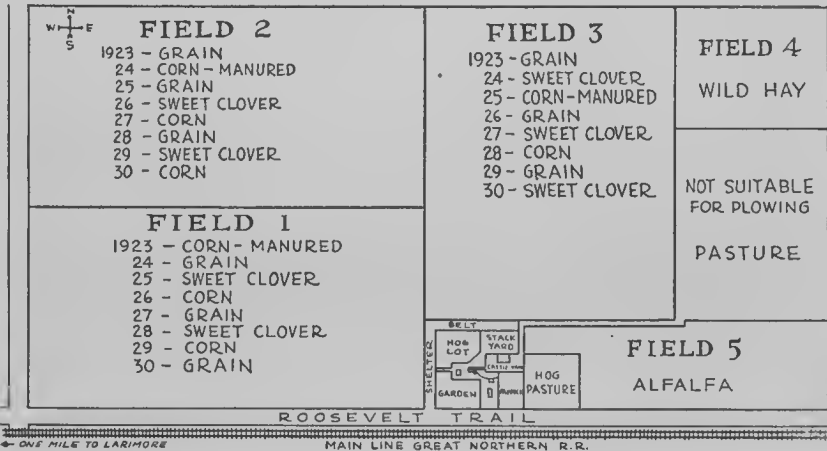 N
W E
S
FIELD 2
1923 - GRAIN
24 - CORN - MANURED
25 - GRAIN
26 - SWEET CLOVER
27 - CORN
28 - GRAIN
29 - SWEET CLOVER
30 - CORN
FIELD 3
1923 - GRAIN
24 - SWEET CLOVER
25 - CORN-MANURED
26 - GRAIN
27 - SWEET CLOVER
28 - CORN
29 - GRAIN
30 - SWEET CLOVER
FIELD 4
WILD HAY
NOT SUITABLE
FOR PLOWING
PASTURE
FIELD 1
1923 - CORN - MANURED
24 - GRAIN
25 - SWEET CLOVER
26 - CORN
27 - GRAIN
28 - SWEET CLOVER
29 - CORN
30 - GRAIN
SHELTER
BELT
HOG
LOT
STACK
YARD
GARDEN
HOG
PASTURE
FIELD 5
ALFALFA
ROOSEVELT TRAIL
← ONE MILE TO LARIMORE
MAIN LINE GREAT NORTHERN R.R.